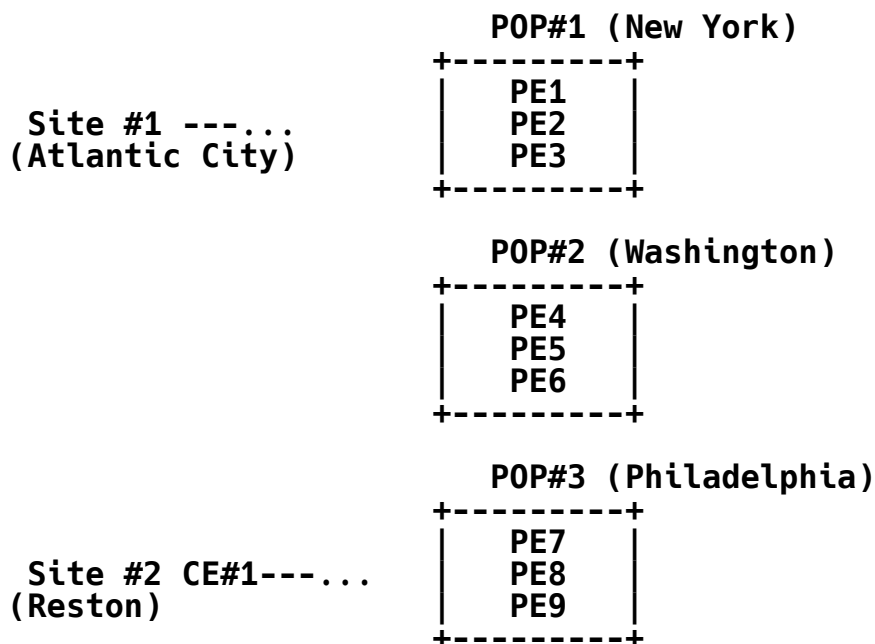 POP#1 (New York)
                      +---------+
                      |   PE1   |
 Site #1 ---...       |   PE2   |
(Atlantic City)       |   PE3   |
                      +---------+

                         POP#2 (Washington)
                      +---------+
                      |   PE4   |
                      |   PE5   |
                      |   PE6   |
                      +---------+

                         POP#3 (Philadelphia)
                      +---------+
                      |   PE7   |
 Site #2 CE#1---...   |   PE8   |
(Reston)              |   PE9   |
                      +---------+